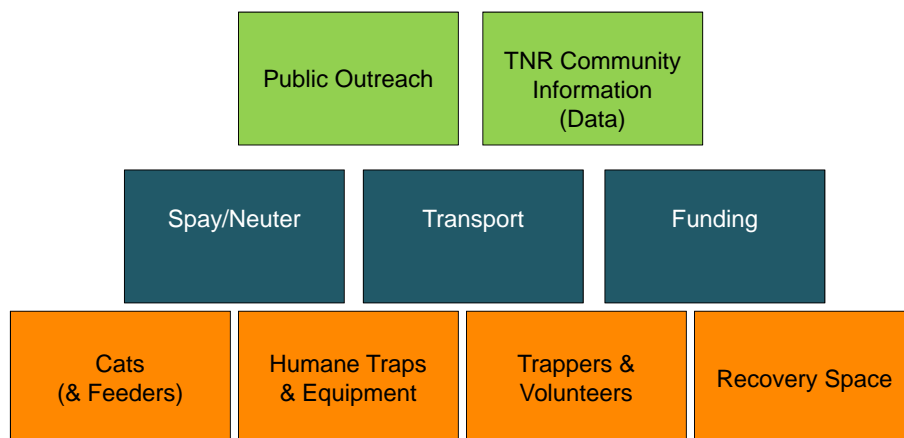 Public Outreach
TNR Community
Information
(Data)
Spay/Neuter
Transport
Funding
Cats
(& Feeders)
Humane Traps
& Equipment
Trappers &
Volunteers
Recovery Space